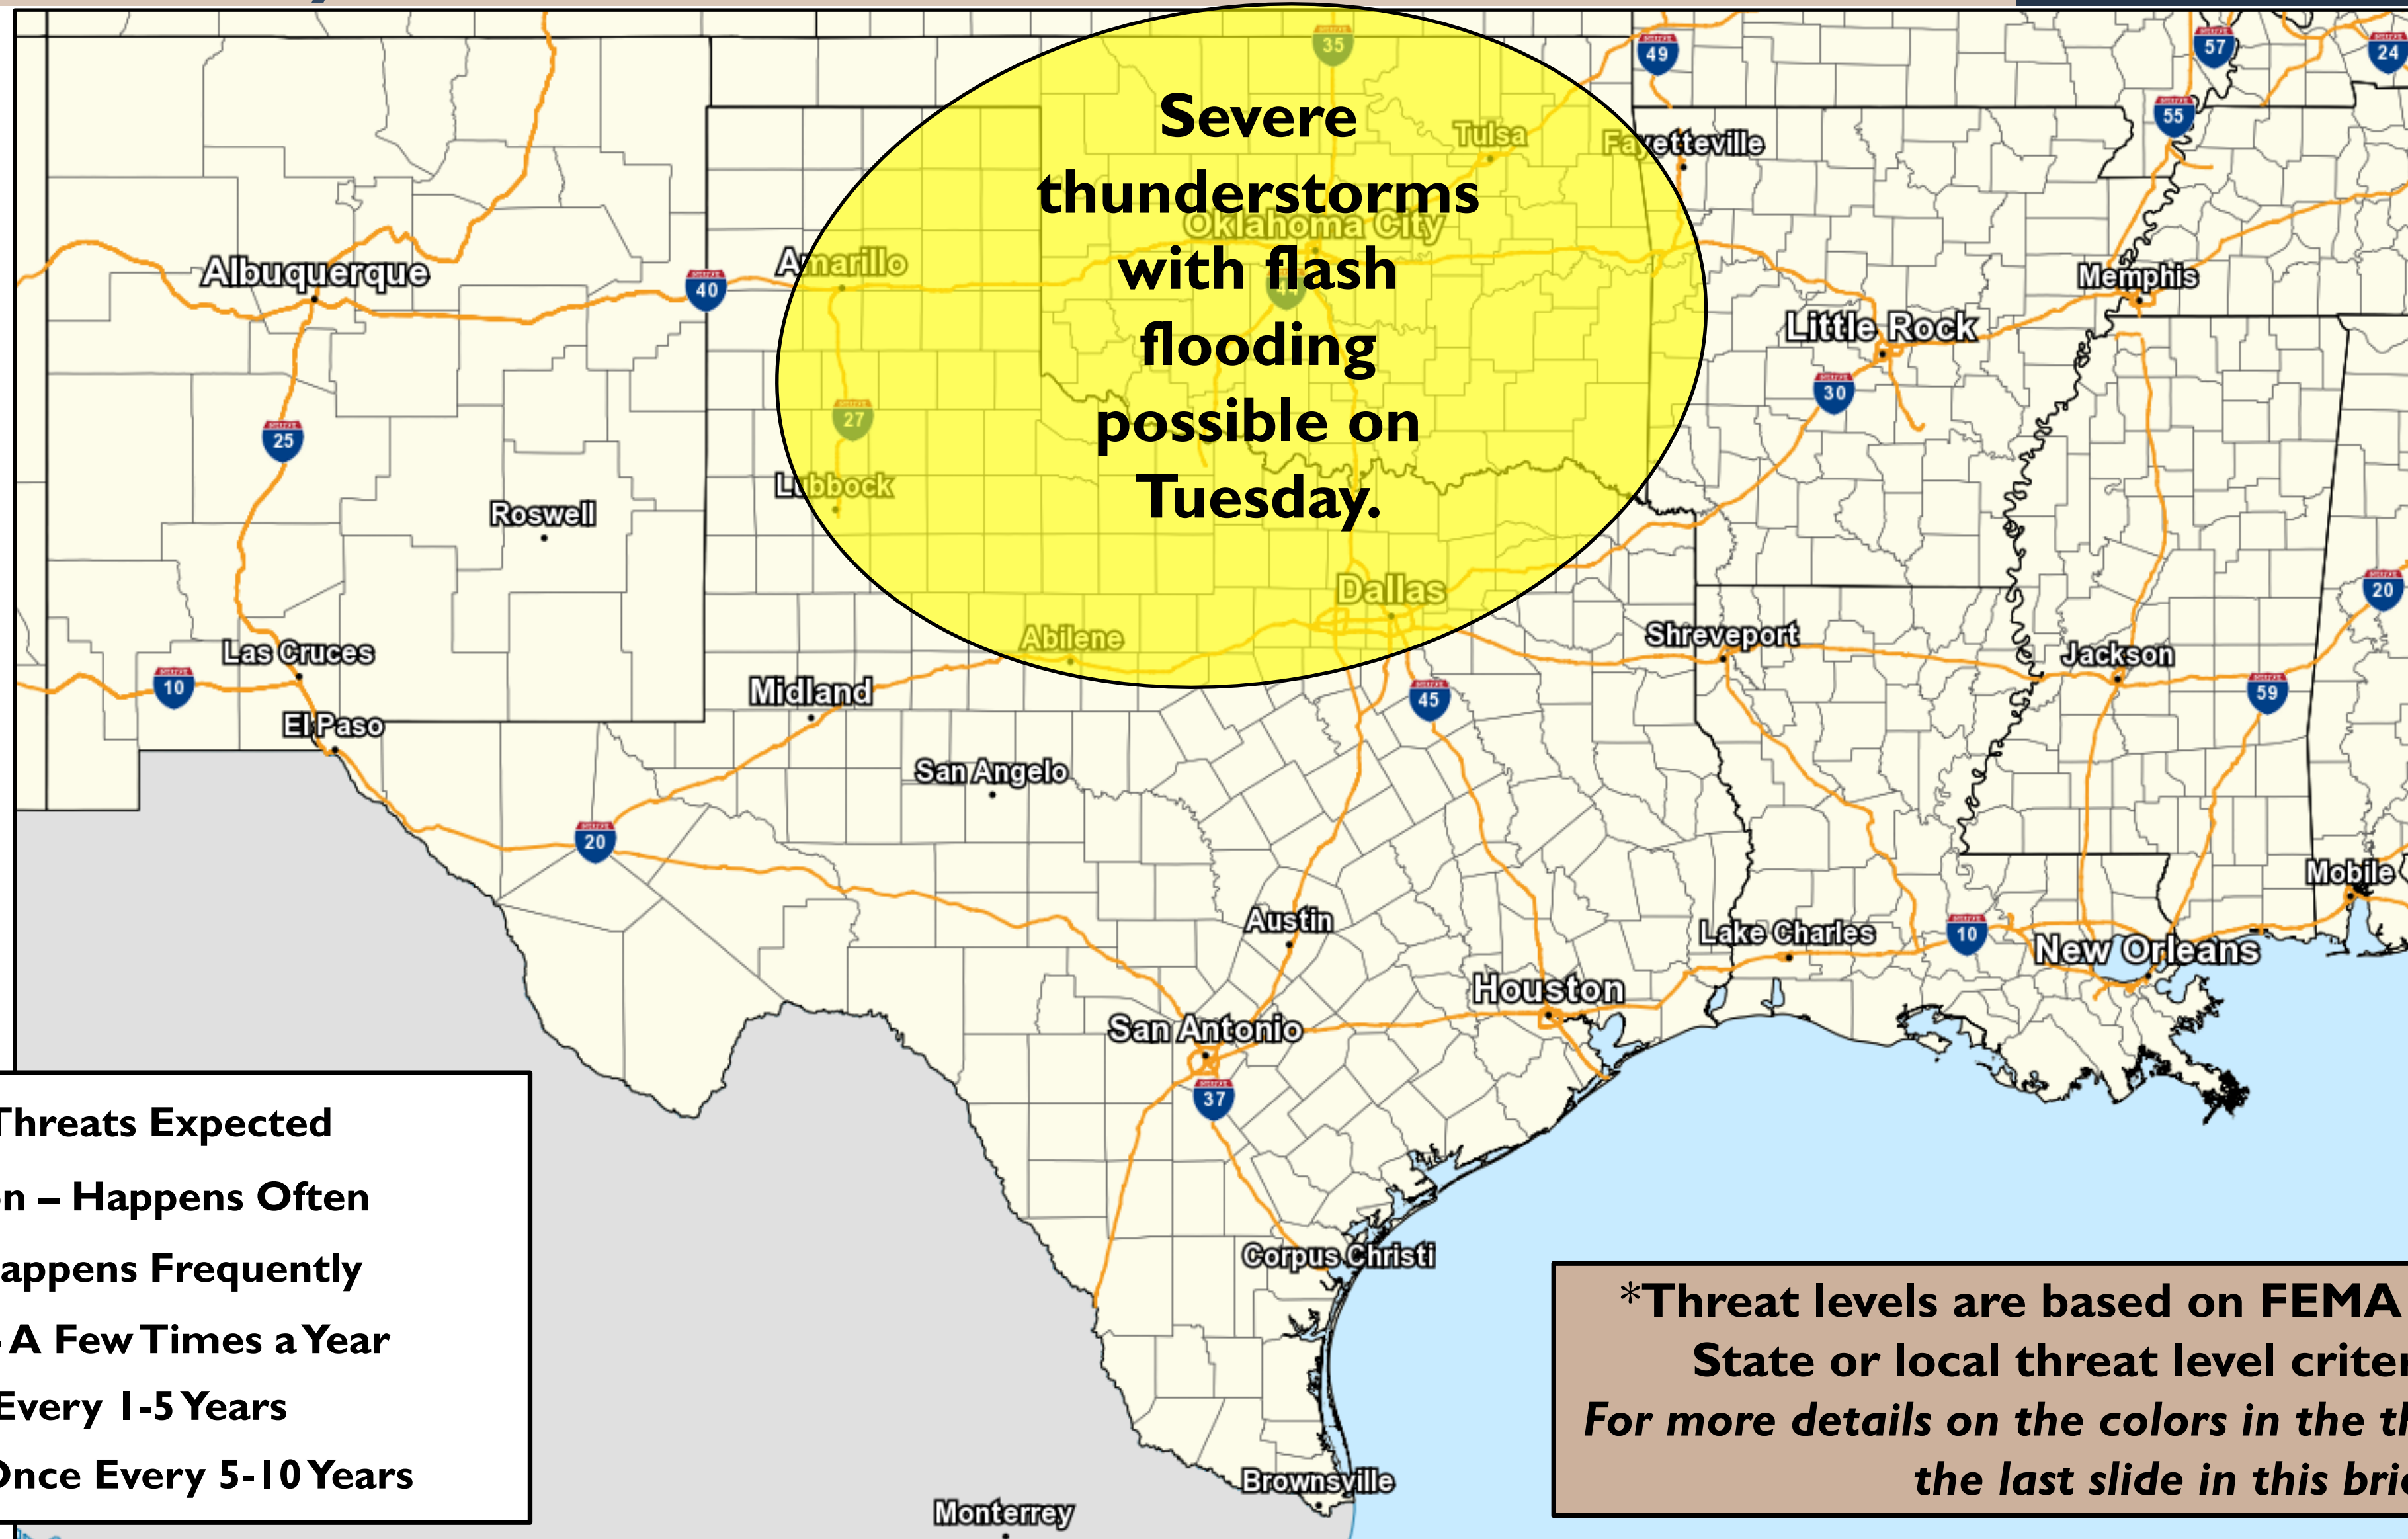 35
49
57
24
55
Severe
thunderstorms
with flash
flooding
possible on
Tuesday.
Tulsa
Fayetteville
Oklahoma City
Amarillo
Albuquerque
40
Memphis
Little Rock
30
27
25
Lubbock
Roswell
Dallas
20
Abilene
Shreveport
Jackson
Las Cruces
10
Midland
45
59
El Paso
San Angelo
20
Mobile
Austin
Lake Charles
10
New Orleans
Houston
San Antonio
37
Corpus Christi
Brownsville
Monterrey
Threats Expected
n – Happens Often
appens Frequently
- A Few Times a Year
Every 1-5 Years
Once Every 5-10 Years
*Threat levels are based on FEMA
State or local threat level criter
For more details on the colors in the th
the last slide in this brie